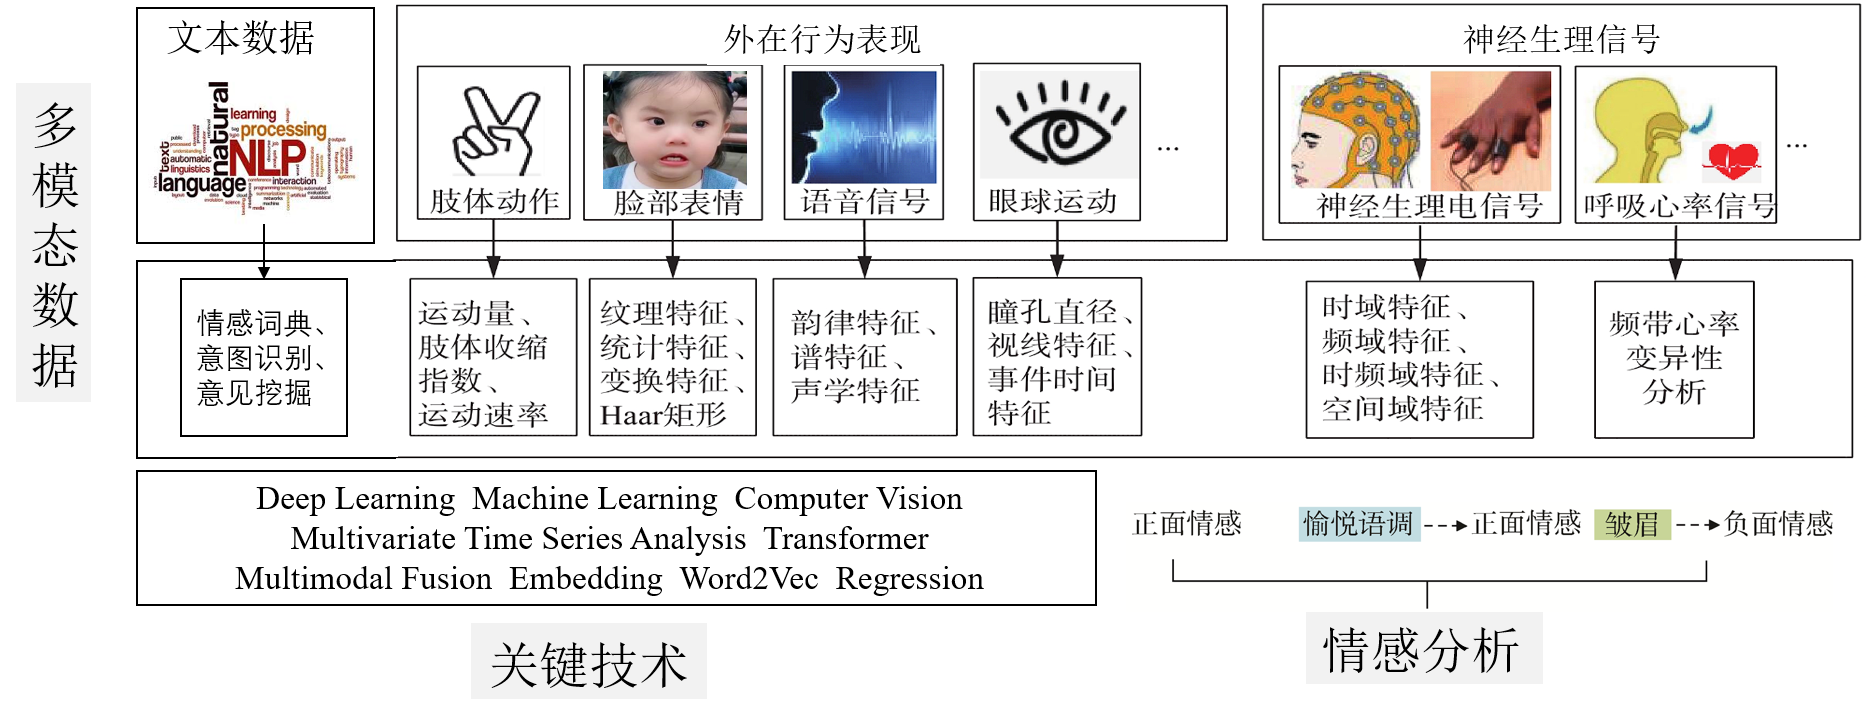 多模态数据
文本数据
learning
processing
natural
NLP
text
automatic
linguistics
language
interaction
外在行为表现
肢体动作
脸部表情
语音信号
眼球运动
...
神经生理信号
神经生理电信号
呼吸心率信号
...
情感词典、
意图识别、
意见挖掘
运动量、
肢体收缩
指数、
运动速率
纹理特征、
统计特征、
变换特征、
Haar矩形
韵律特征、
谱特征、
声学特征
瞳孔直径、
视线特征、
事件时间
特征
时域特征、
频域特征、
时频域特征、
空间域特征
频带心率
变异性
分析
Deep Learning Machine Learning Computer Vision
Multivariate Time Series Analysis Transformer
Multimodal Fusion Embedding Word2Vec Regression
关键技术
正面情感
愉悦语调
正面情感
皱眉
负面情感
情感分析